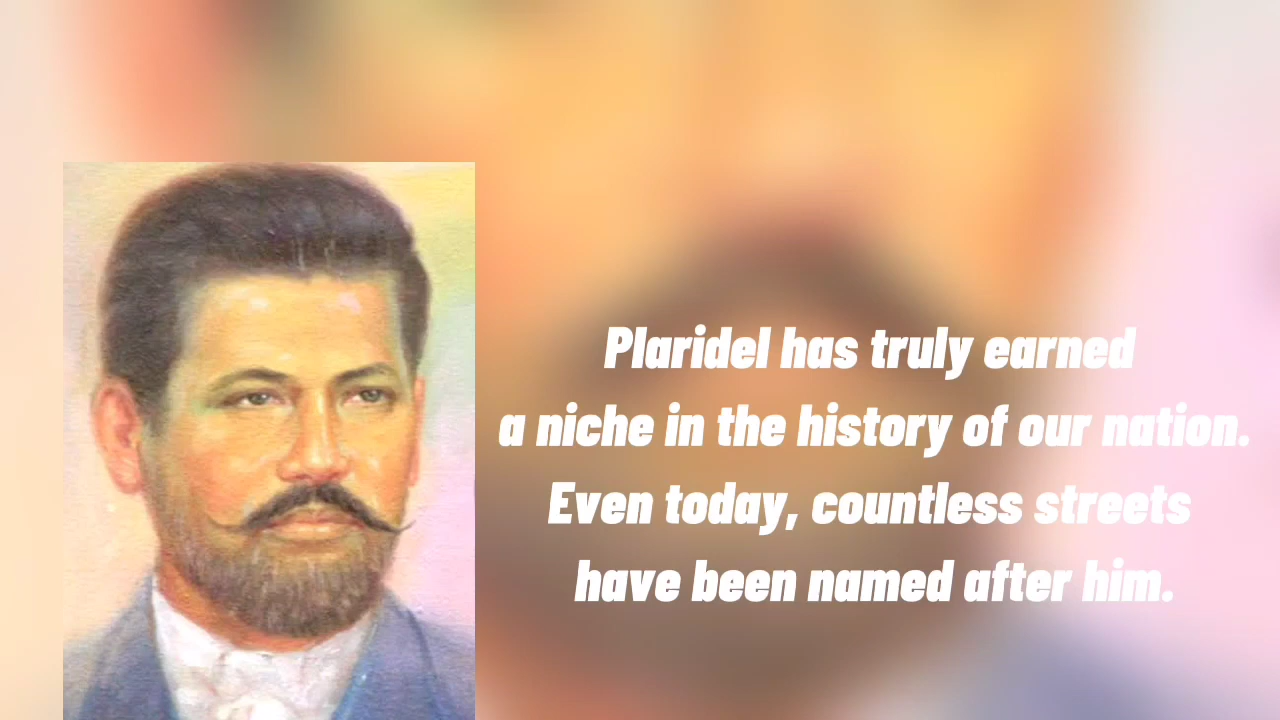 Plaridel has truly earned
a niche in the history of our nation.
Even today, countless streets
have been named after him.